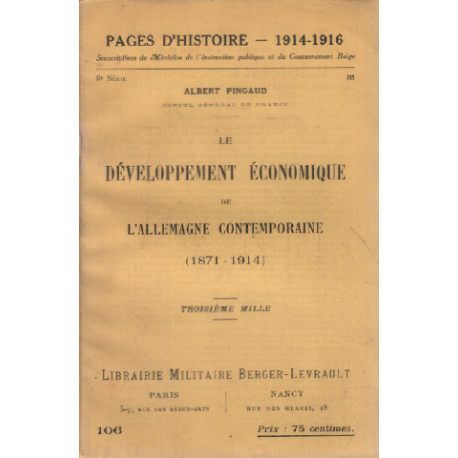 PAGES D'HISTOIRE — 1914-1916
Souscriptions du Ministère de l'Instruction publique et du Gouvernement Belge
8e Série
ALBERT PINGAUD
CONSUL GÉNÉRAL DE FRANCE
LE
DÉVELOPPEMENT ÉCONOMIQUE
DE
L'ALLEMAGNE CONTEMPORAINE
(1871-1914)
TROISIÈME MILLE
LIBRAIRIE MILITAIRE BERGER-LEVRAULT
PARIS NANCY
5-7, RUE DES BEAUX-ARTS RUE DES GLACIS, 18
106 Prix : 75 centimes.